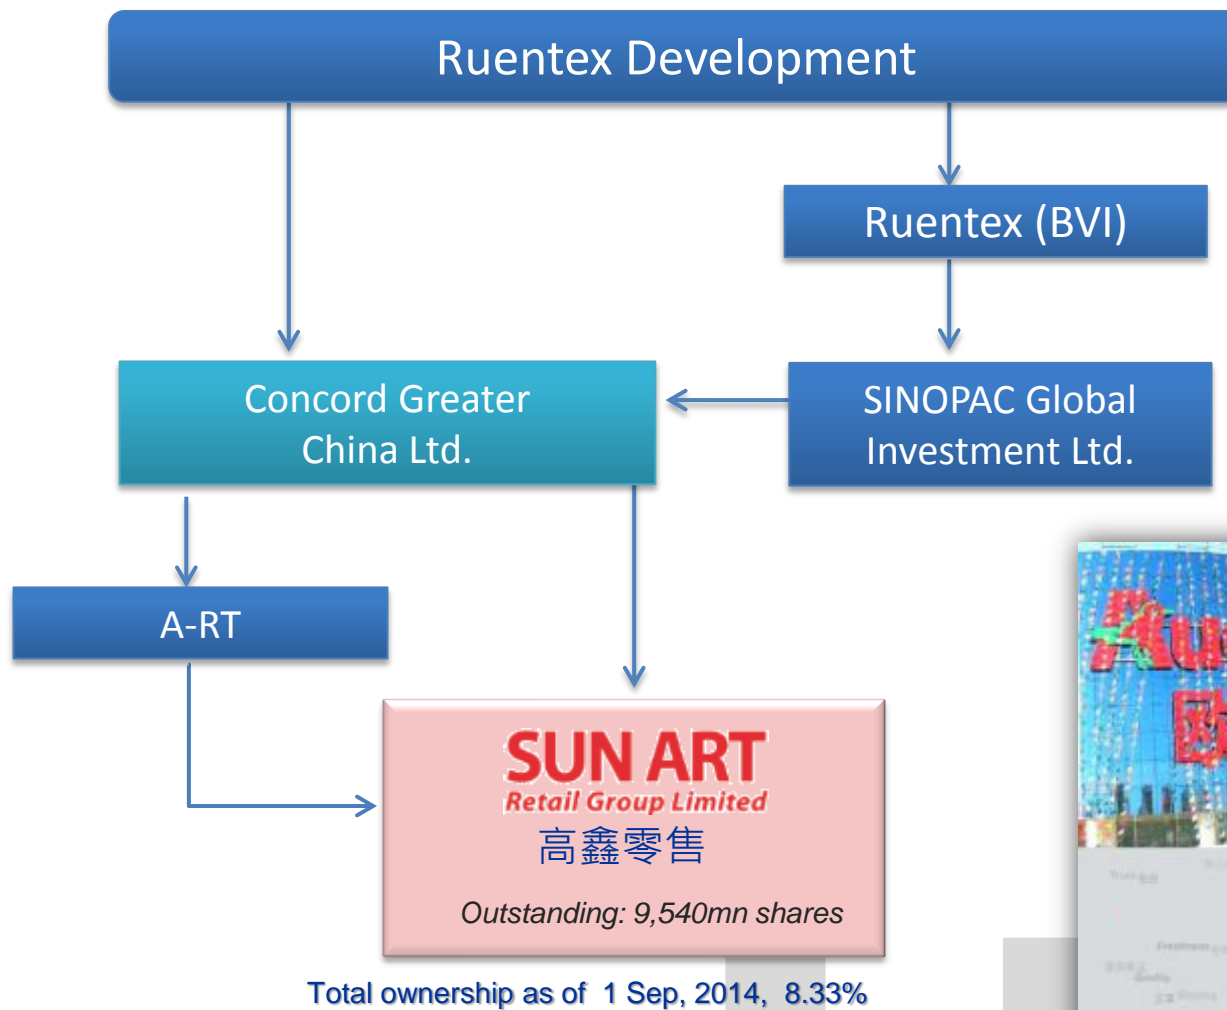 Ruentex Development
Ruentex (BVI)
Concord Greater
China Ltd.
SINOPAC Global
Investment Ltd.
A-RT
SUN ART
Retail Group Limited
高鑫零售
Outstanding: 9,540mn shares
Total ownership as of 1 Sep, 2014, 8.33%